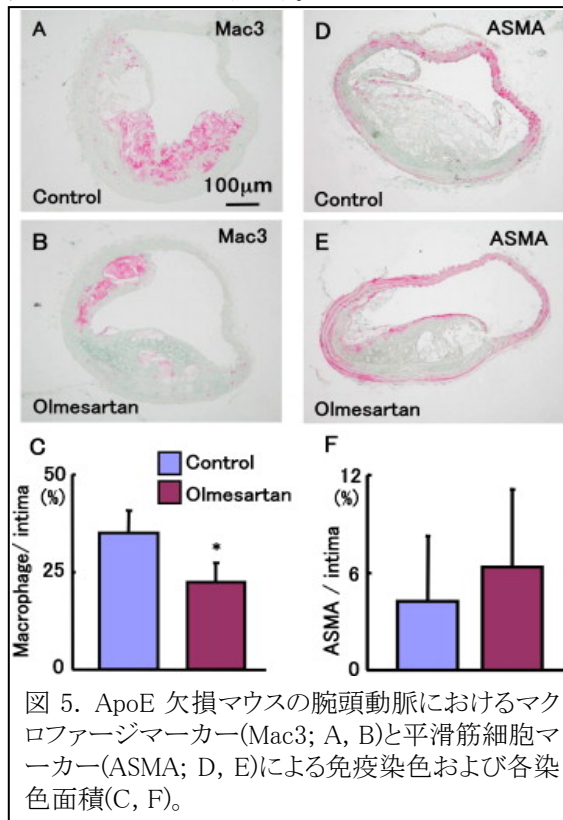 A
Mac3
Control
100μm
D
ASMA
Control
B
Mac3
Olmesartan
E
ASMA
Olmesartan
C
Control
Olmesartan
50
(%)
25
0
*
Macrophage/ intima
F
12
(%)
6
0
ASMA / intima
図 5. ApoE 欠損マウスの腕頭動脈におけるマク
ロファージマーカー(Mac3; A, B)と平滑筋細胞マ
ーカー(ASMA; D, E)による免疫染色および各染
色面積(C, F)。